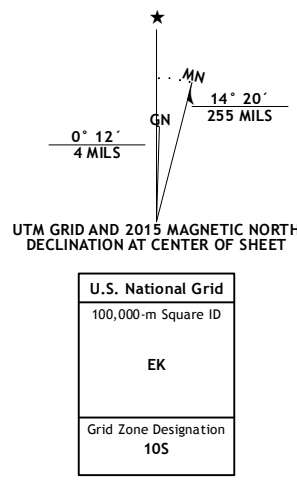 MN
GN
14° 20´
255 MILS
0° 12´
4 MILS
UTM GRID AND 2015 MAGNETIC NORTH
DECLINATION AT CENTER OF SHEET
U.S. National Grid
100,000-m Square ID
EK
Grid Zone Designation
10S